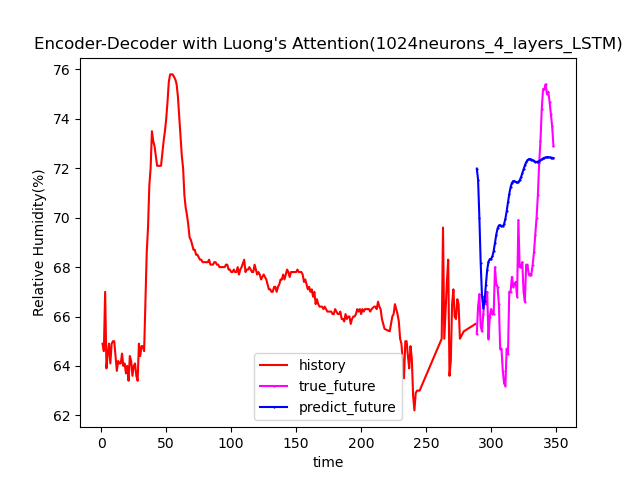 Encoder-Decoder with Luong's Attention(1024neurons_4_layers_LSTM)
Relative Humidity(%)
76
74
72
70
68
66
64
62
history
true_future
predict_future
0 50 100 150 200 250 300 350
time